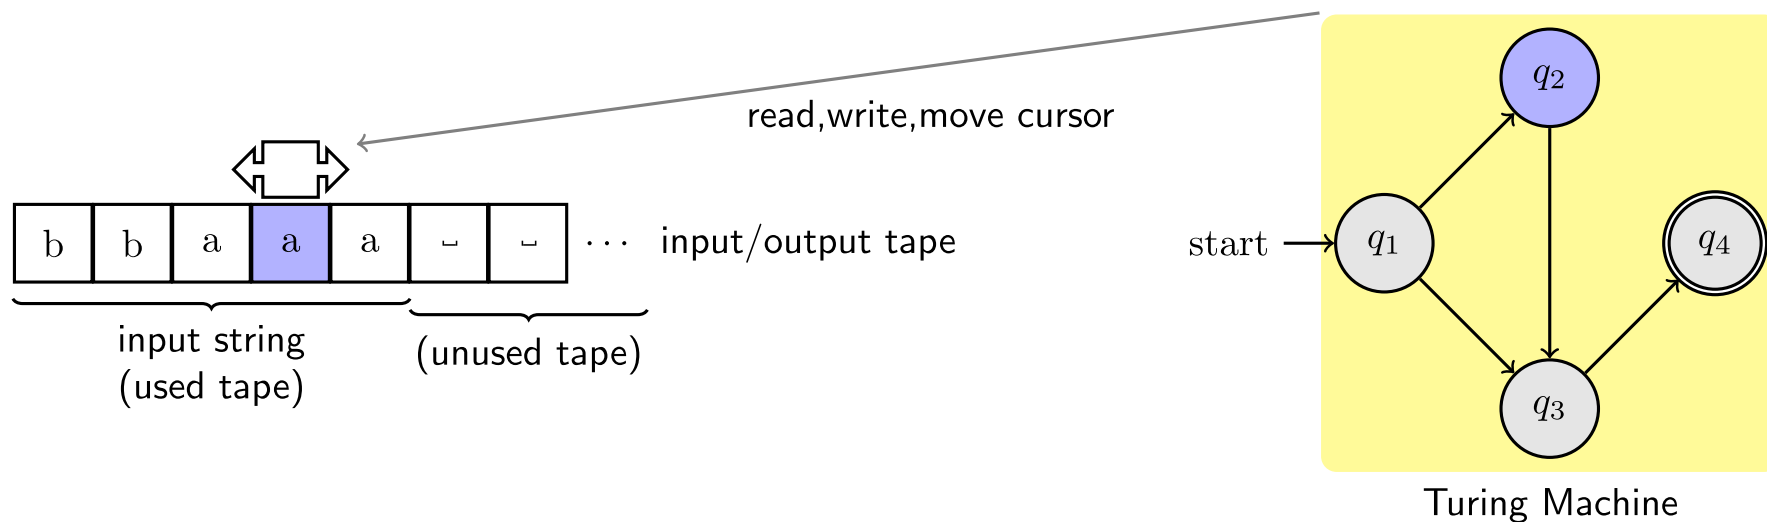 q2
read,write,move cursor
b b a a a ␣ ␣ ··· input/output tape
start
q1
q4
input string
(used tape)
(unused tape)
q3
Turing Machine